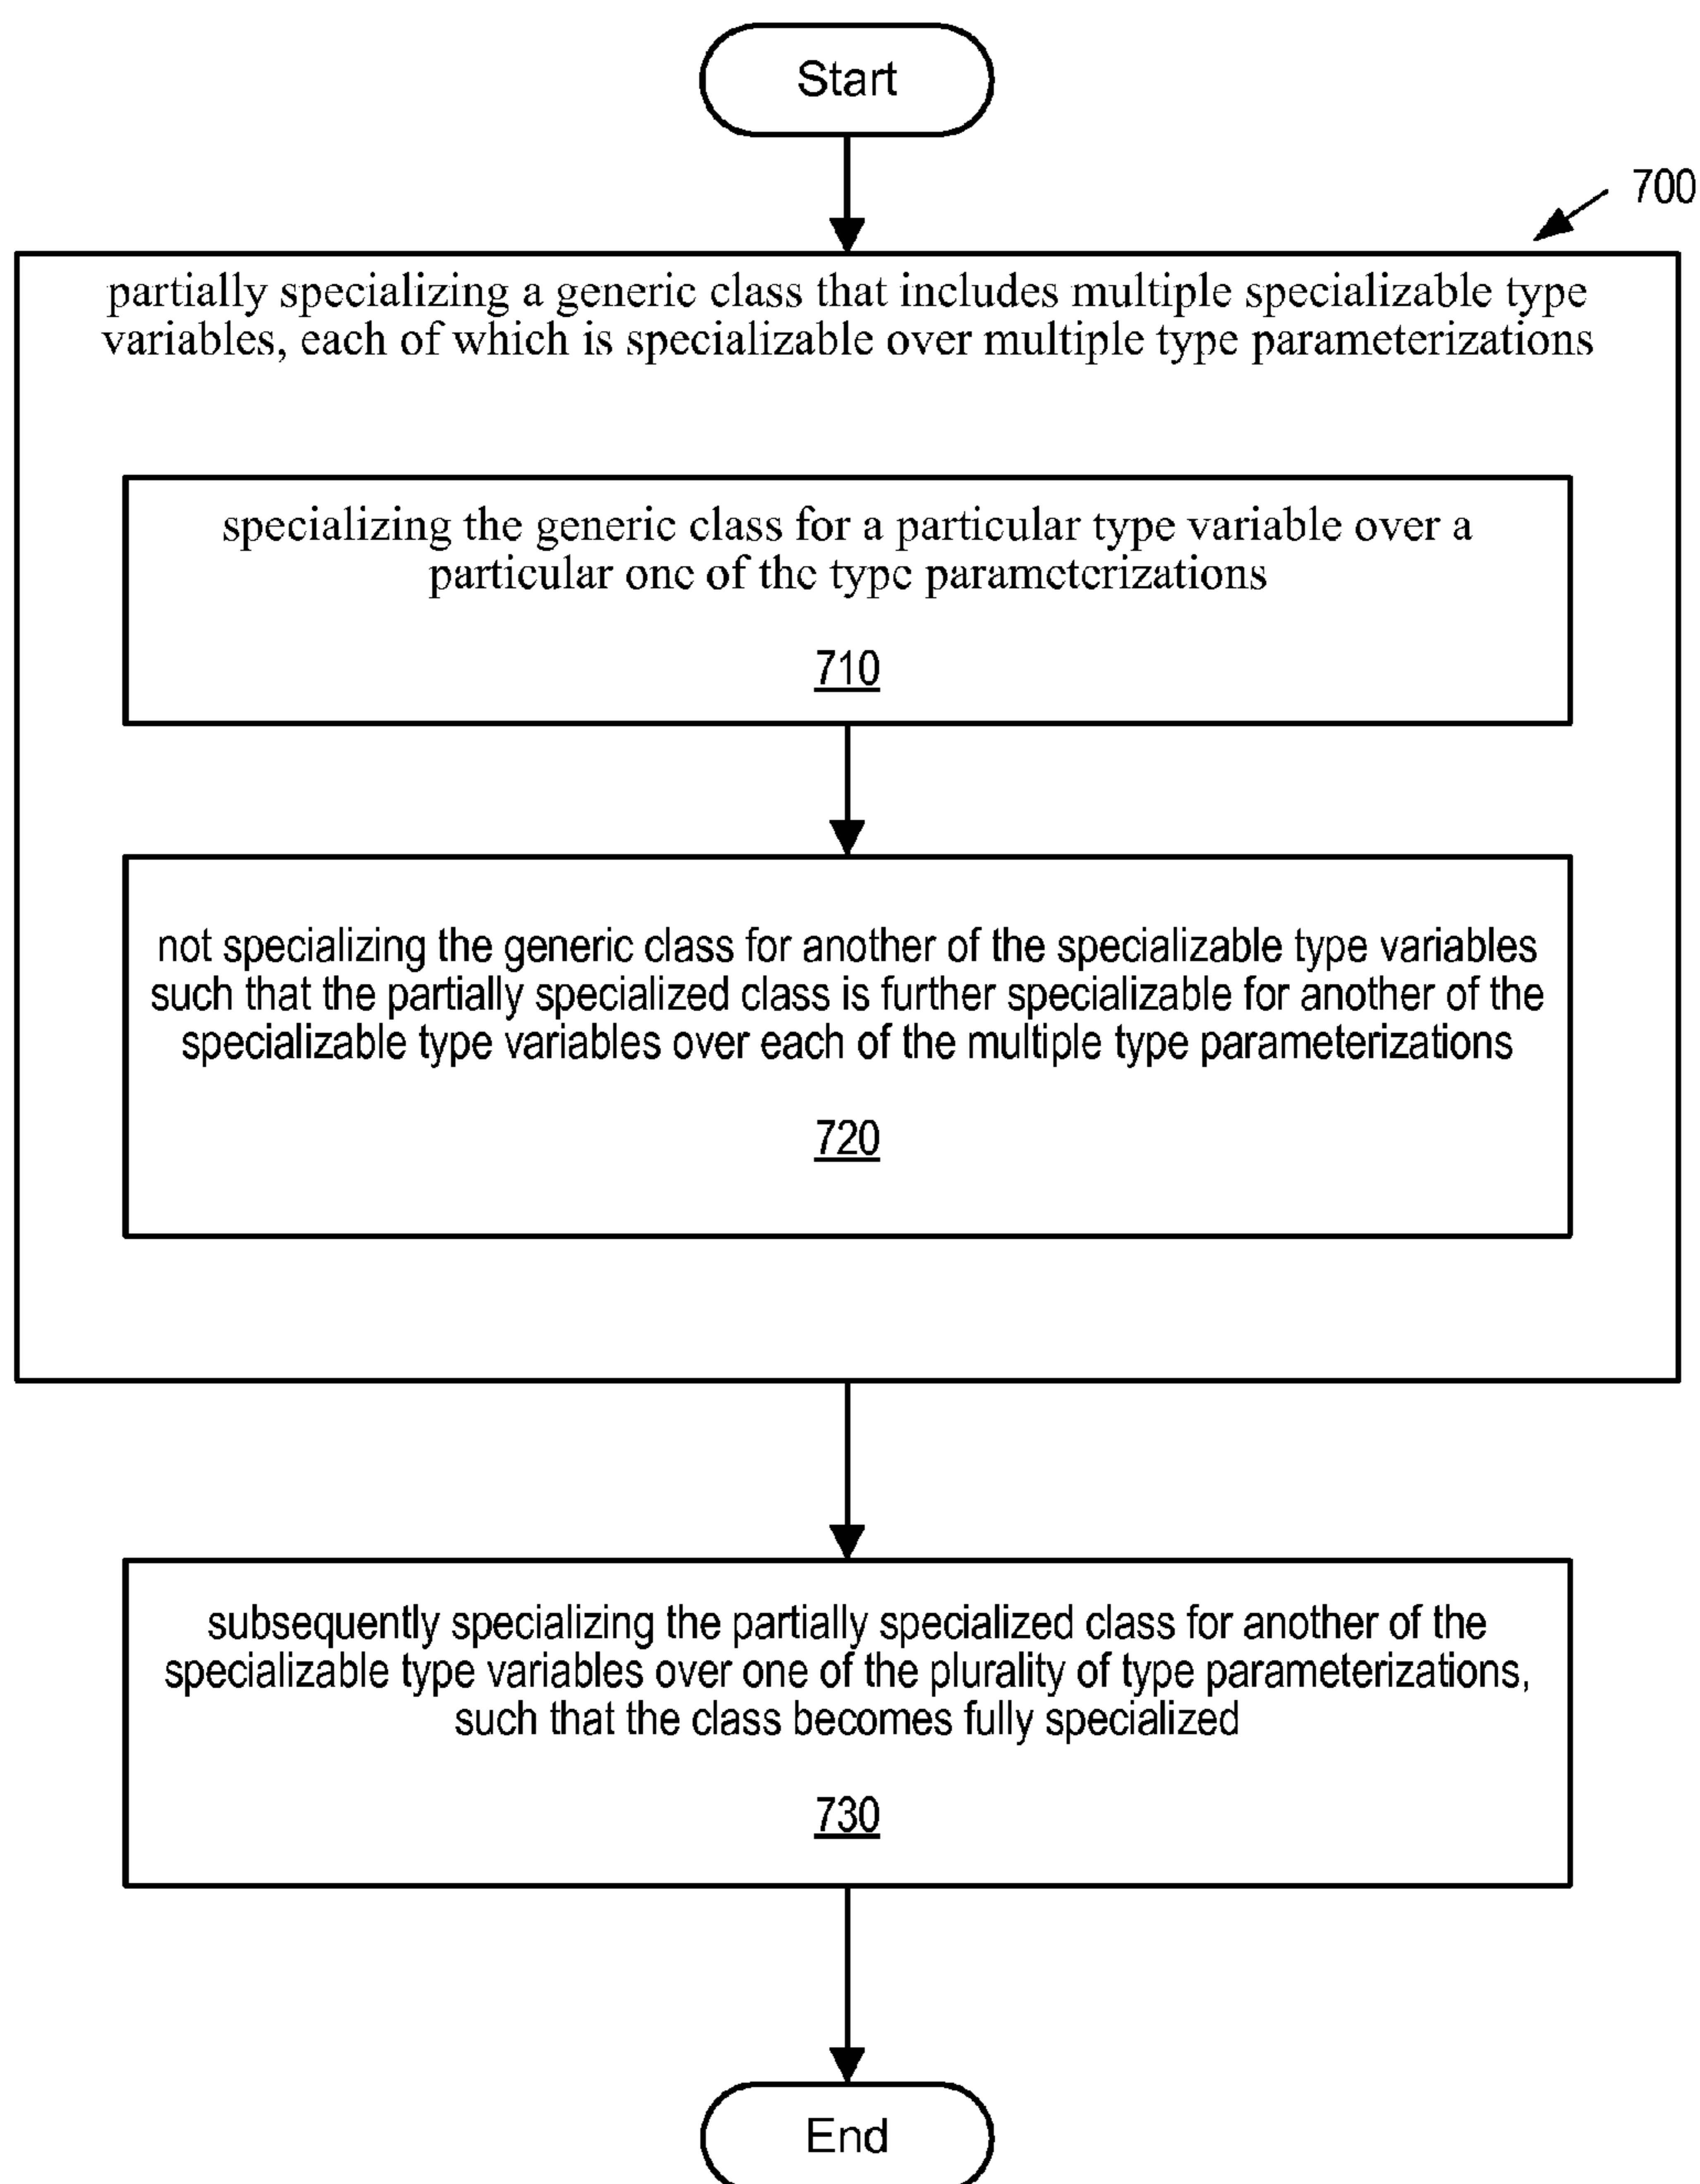 Start
700
partially specializing a generic class that includes multiple specializable type
variables, each of which is specializable over multiple type parameterizations
specializing the generic class for a particular type variable over a
particular one of the type parameterizations
710
not specializing the generic class for another of the specializable type variables
such that the partially specialized class is further specializable for another of the
specializable type variables over each of the multiple type parameterizations
720
subsequently specializing the partially specialized class for another of the
specializable type variables over one of the plurality of type parameterizations,
such that the class becomes fully specialized
730
End